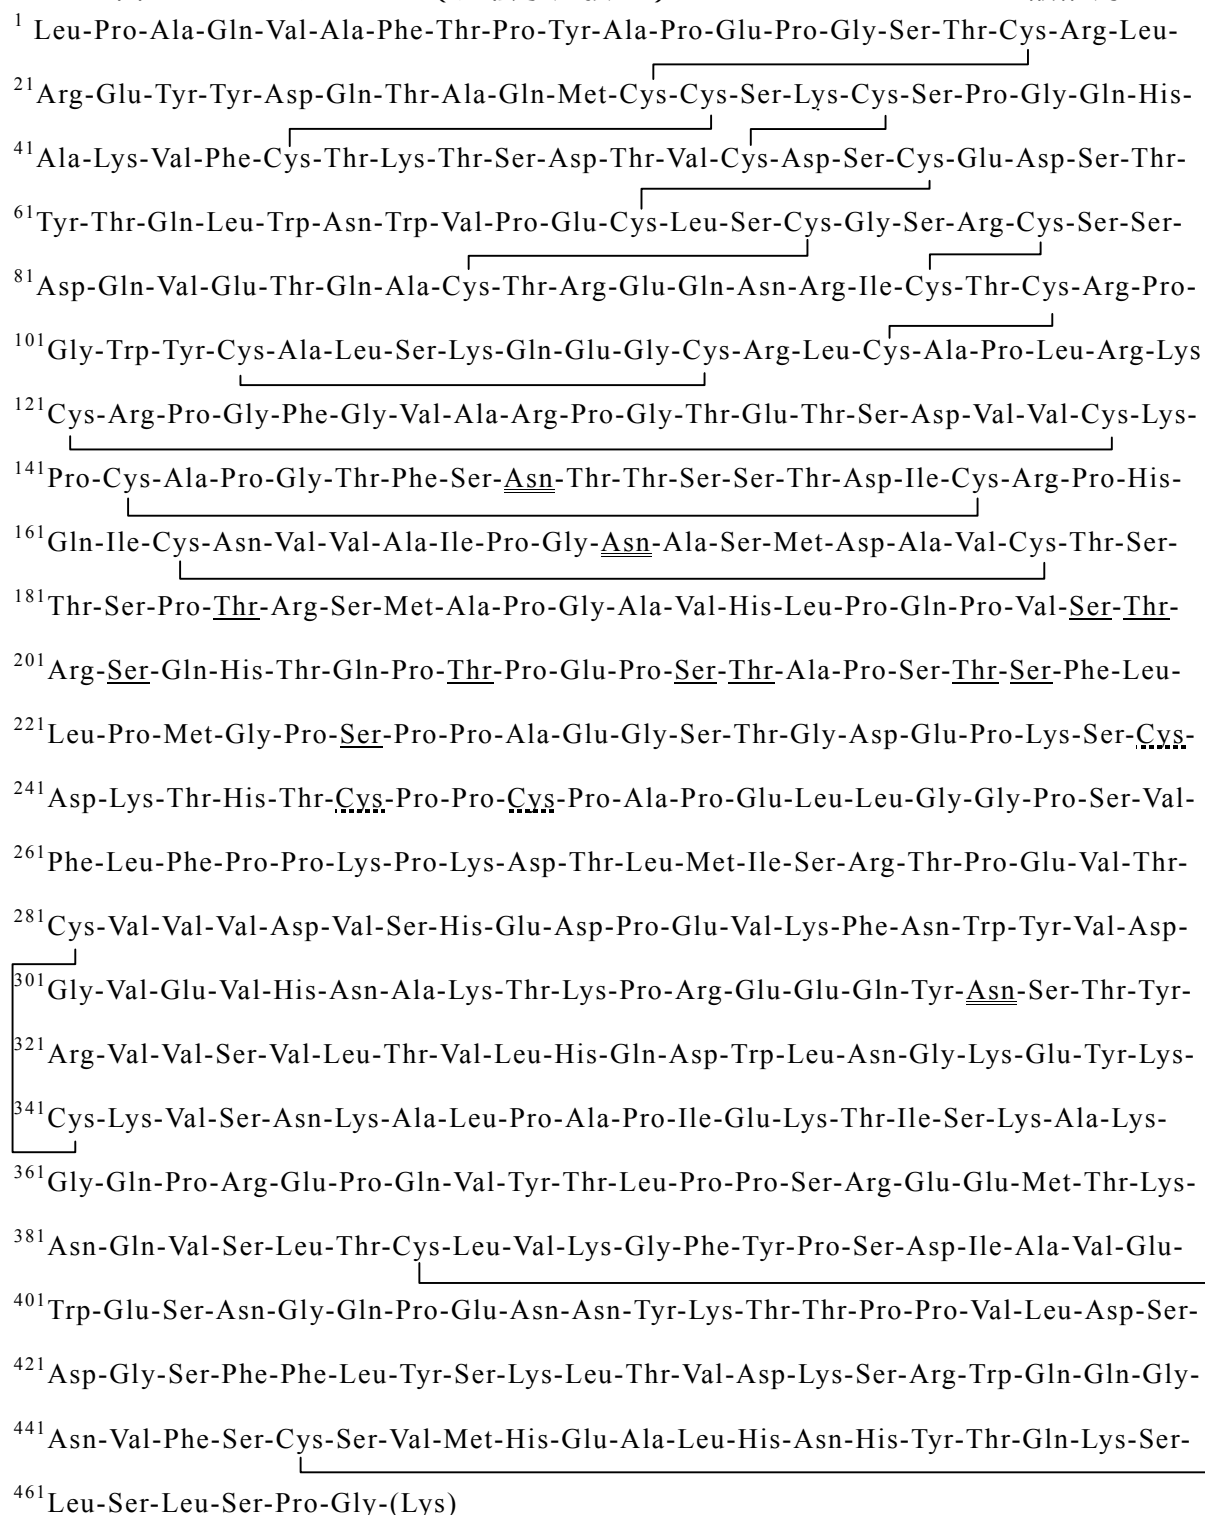 1 Leu-Pro-Ala-Gln-Val-Ala-Phe-Thr-Pro-Tyr-Ala-Pro-Glu-Pro-Gly-Ser-Thr-Cys-Arg-Leu-
21 Arg-Glu-Tyr-Tyr-Asp-Gln-Thr-Ala-Gln-Met-Cys-Cys-Ser-Lys-Cys-Ser-Pro-Gly-Gln-His-
41 Ala-Lys-Val-Phe-Cys-Thr-Lys-Thr-Ser-Asp-Thr-Val-Cys-Asp-Ser-Cys-Glu-Asp-Ser-Thr-
61 Tyr-Thr-Gln-Leu-Trp-Asn-Trp-Val-Pro-Glu-Cys-Leu-Ser-Cys-Gly-Ser-Arg-Cys-Ser-Ser-
81 Asp-Gln-Val-Glu-Thr-Gln-Ala-Cys-Thr-Arg-Glu-Gln-Asn-Arg-Ile-Cys-Thr-Cys-Arg-Pro-
101 Gly-Trp-Tyr-Cys-Ala-Leu-Ser-Lys-Gln-Glu-Gly-Cys-Arg-Leu-Cys-Ala-Pro-Leu-Arg-Lys
121 Cys-Arg-Pro-Gly-Phe-Gly-Val-Ala-Arg-Pro-Gly-Thr-Glu-Thr-Ser-Asp-Val-Val-Cys-Lys-
141 Pro-Cys-Ala-Pro-Gly-Thr-Phe-Ser-Asn-Thr-Thr-Ser-Ser-Thr-Asp-Ile-Cys-Arg-Pro-His-
161 Gln-Ile-Cys-Asn-Val-Val-Ala-Ile-Pro-Gly-Asn-Ala-Ser-Met-Asp-Ala-Val-Cys-Thr-Ser-
181 Thr-Ser-Pro-Thr-Arg-Ser-Met-Ala-Pro-Gly-Ala-Val-His-Leu-Pro-Gln-Pro-Val-Ser-Thr-
201 Arg-Ser-Gln-His-Thr-Gln-Pro-Thr-Pro-Glu-Pro-Ser-Thr-Ala-Pro-Ser-Thr-Ser-Phe-Leu-
221 Leu-Pro-Met-Gly-Pro-Ser-Pro-Pro-Ala-Glu-Gly-Ser-Thr-Gly-Asp-Glu-Pro-Lys-Ser-Cys-
241 Asp-Lys-Thr-His-Thr-Cys-Pro-Pro-Cys-Pro-Ala-Pro-Glu-Leu-Leu-Gly-Gly-Pro-Ser-Val-
261 Phe-Leu-Phe-Pro-Pro-Lys-Pro-Lys-Asp-Thr-Leu-Met-Ile-Ser-Arg-Thr-Pro-Glu-Val-Thr-
281 Cys-Val-Val-Val-Asp-Val-Ser-His-Glu-Asp-Pro-Glu-Val-Lys-Phe-Asn-Trp-Tyr-Val-Asp-
301 Gly-Val-Glu-Val-His-Asn-Ala-Lys-Thr-Lys-Pro-Arg-Glu-Glu-Gln-Tyr-Asn-Ser-Thr-Tyr-
321 Arg-Val-Val-Ser-Val-Leu-Thr-Val-Leu-His-Gln-Asp-Trp-Leu-Asn-Gly-Lys-Glu-Tyr-Lys-
341 Cys-Lys-Val-Ser-Asn-Lys-Ala-Leu-Pro-Ala-Pro-Ile-Glu-Lys-Thr-Ile-Ser-Lys-Ala-Lys-
361 Gly-Gln-Pro-Arg-Glu-Pro-Gln-Val-Tyr-Thr-Leu-Pro-Pro-Ser-Arg-Glu-Glu-Met-Thr-Lys-
381 Asn-Gln-Val-Ser-Leu-Thr-Cys-Leu-Val-Lys-Gly-Phe-Tyr-Pro-Ser-Asp-Ile-Ala-Val-Glu-
401 Trp-Glu-Ser-Asn-Gly-Gln-Pro-Glu-Asn-Asn-Tyr-Lys-Thr-Thr-Pro-Pro-Val-Leu-Asp-Ser-
421 Asp-Gly-Ser-Phe-Phe-Leu-Tyr-Ser-Lys-Leu-Thr-Val-Asp-Lys-Ser-Arg-Trp-Gln-Gln-Gly-
441 Asn-Val-Phe-Ser-Cys-Ser-Val-Met-His-Glu-Ala-Leu-His-Asn-His-Tyr-Thr-Gln-Lys-Ser-
461 Leu-Ser-Leu-Ser-Pro-Gly-(Lys)